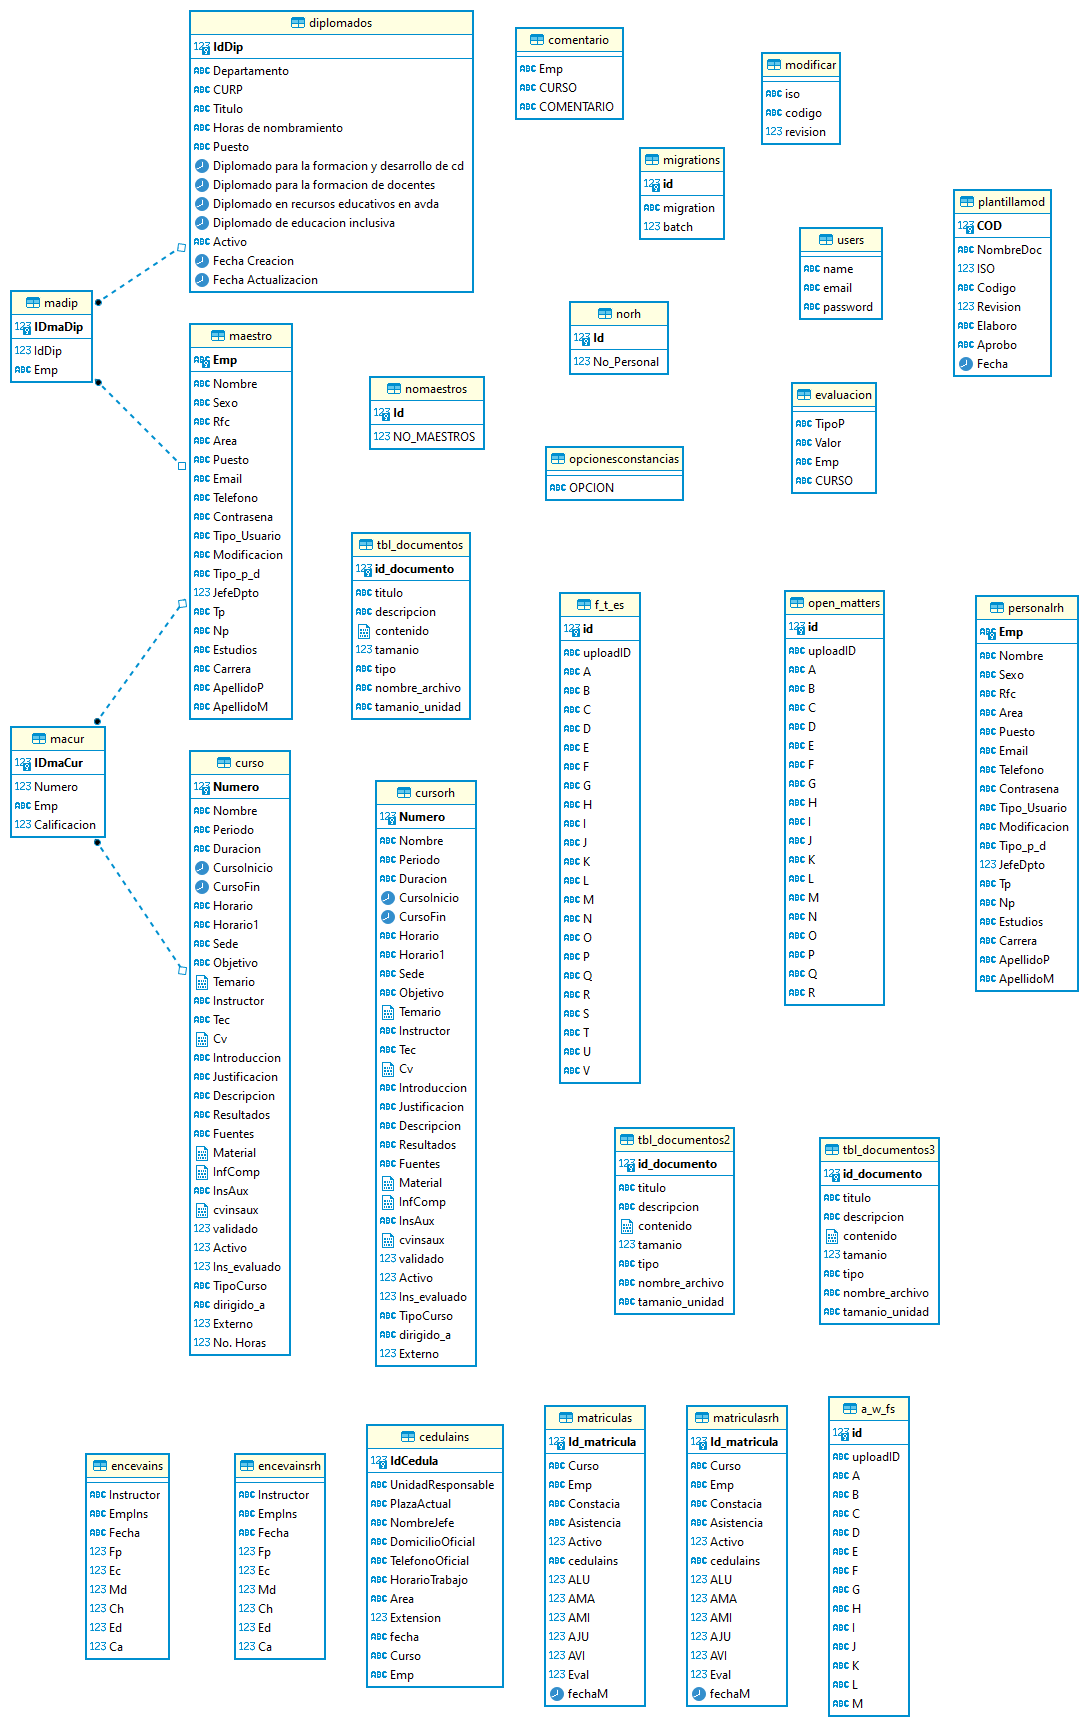 diplomados
123 IdDip
ABC Departamento
ABC CURP
ABC Titulo
ABC Horas de nombramiento
ABC Puesto
Diplomado para la formacion y desarrollo de cd
Diplomado para la formacion de docentes
Diplomado en recursos educativos en avda
Diplomado de educacion inclusiva
ABC Activo
Fecha Creacion
Fecha Actualizacion
comentario
ABC Emp
ABC CURSO
ABC COMENTARIO
modificar
ABC iso
ABC codigo
123 revision
migrations
123 id
ABC migration
123 batch
plantillamod
123 COD
ABC NombreDoc
123 ISO
ABC Codigo
123 Revision
ABC Elaboro
ABC Aprobo
Fecha
users
ABC name
ABC email
ABC password
madip
123 IDmaDip
123 IdDip
ABC Emp
norh
123 Id
123 No_Personal
maestro
ABC Emp
ABC Nombre
ABC Sexo
ABC Rfc
ABC Area
ABC Puesto
ABC Email
ABC Telefono
ABC Contrasena
ABC Tipo_Usuario
ABC Modificacion
ABC Tipo_p_d
123 JefeDpto
ABC Tp
ABC Np
ABC Estudios
ABC Carrera
ABC ApellidoP
ABC ApellidoM
nomaestros
123 Id
123 NO_MAESTROS
evaluacion
ABC TipoP
ABC Valor
ABC Emp
ABC CURSO
opcionesconstancias
ABC OPCION
tbl_documentos
123 id_documento
ABC titulo
ABC descripcion
contenido
123 tamanio
ABC tipo
ABC nombre_archivo
ABC tamanio_unidad
f_t_es
123 id
ABC uploadID
ABC A
ABC B
ABC C
ABC D
ABC E
ABC F
ABC G
ABC H
ABC I
ABC J
ABC K
ABC L
ABC M
ABC N
ABC O
ABC P
ABC Q
ABC R
ABC S
ABC T
ABC U
ABC V
open_matters
123 id
ABC uploadID
ABC A
ABC B
ABC C
ABC D
ABC E
ABC F
ABC G
ABC H
ABC I
ABC J
ABC K
ABC L
ABC M
ABC N
ABC O
ABC P
ABC Q
ABC R
personalrh
ABC Emp
ABC Nombre
ABC Sexo
ABC Rfc
ABC Area
ABC Puesto
ABC Email
ABC Telefono
ABC Contrasena
ABC Tipo_Usuario
ABC Modificacion
ABC Tipo_p_d
123 JefeDpto
ABC Tp
ABC Np
ABC Estudios
ABC Carrera
ABC ApellidoP
ABC ApellidoM
macur
123 IDmaCur
123 Numero
ABC Emp
123 Calificacion
curso
123 Numero
ABC Nombre
ABC Periodo
ABC Duracion
CursoInicio
CursoFin
ABC Horario
ABC Horario1
ABC Sede
ABC Objetivo
Temario
ABC Instructor
ABC Tec
Cv
ABC Introduccion
ABC Justificacion
ABC Descripcion
ABC Resultados
ABC Fuentes
Material
InfComp
ABC InsAux
cvinsaux
123 validado
123 Activo
123 Ins_evaluado
ABC TipoCurso
ABC dirigido_a
123 Externo
123 No. Horas
cursorh
123 Numero
ABC Nombre
ABC Periodo
ABC Duracion
CursoInicio
CursoFin
ABC Horario
ABC Horario1
ABC Sede
ABC Objetivo
Temario
ABC Instructor
ABC Tec
Cv
ABC Introduccion
ABC Justificacion
ABC Descripcion
ABC Resultados
ABC Fuentes
Material
InfComp
ABC InsAux
cvinsaux
123 validado
123 Activo
123 Ins_evaluado
ABC TipoCurso
ABC dirigido_a
123 Externo
tbl_documentos2
123 id_documento
ABC titulo
ABC descripcion
contenido
123 tamanio
ABC tipo
ABC nombre_archivo
ABC tamanio_unidad
tbl_documentos3
123 id_documento
ABC titulo
ABC descripcion
contenido
123 tamanio
ABC tipo
ABC nombre_archivo
ABC tamanio_unidad
encevains
ABC Instructor
ABC EmpIns
ABC Fecha
123 Fp
123 Ec
123 Md
123 Ch
123 Ed
123 Ca
encevainsrh
ABC Instructor
ABC EmpIns
ABC Fecha
123 Fp
123 Ec
123 Md
123 Ch
123 Ed
123 Ca
cedulains
123 IdCedula
ABC UnidadResponsable
ABC PlazaActual
ABC NombreJefe
ABC DomicilioOficial
ABC TelefonoOficial
ABC HorarioTrabajo
ABC Area
123 Extension
ABC fecha
ABC Curso
ABC Emp
matriculas
123 Id_matricula
ABC Curso
ABC Emp
ABC Constacia
ABC Asistencia
123 Activo
ABC cedulains
123 ALU
123 AMA
123 AMI
123 AJU
123 AVI
123 Eval
fechaM
matriculasrh
123 Id_matricula
ABC Curso
ABC Emp
ABC Constacia
ABC Asistencia
123 Activo
ABC cedulains
123 ALU
123 AMA
123 AMI
123 AJU
123 AVI
123 Eval
fechaM
a_w_fs
123 id
ABC uploadID
ABC A
ABC B
ABC C
ABC D
ABC E
ABC F
ABC G
ABC H
ABC I
ABC J
ABC K
ABC L
ABC M